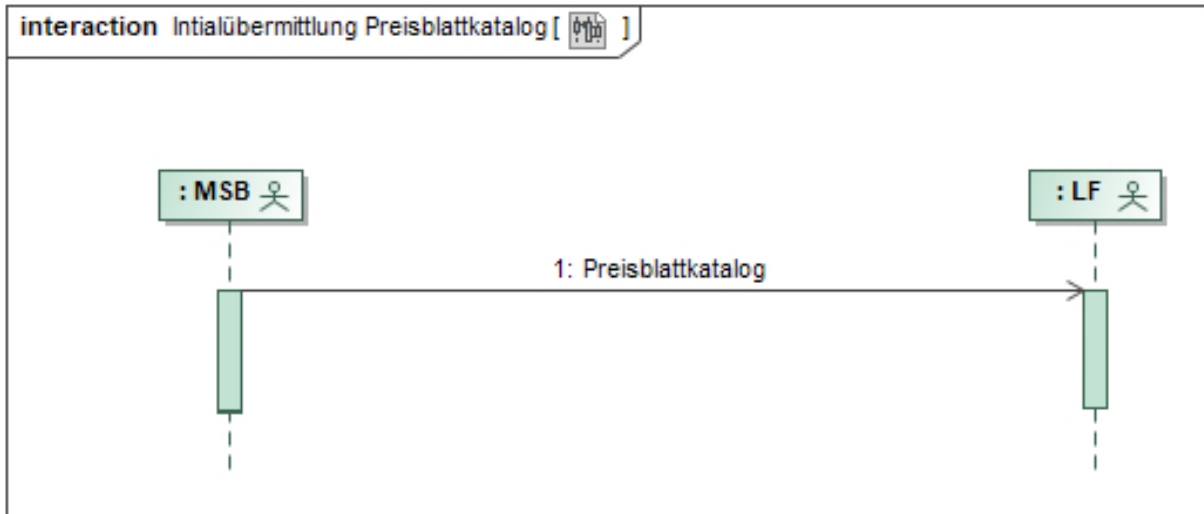 interaction Intialübermittlung Preisblattkatalog [ ]
: MSB
: LF
1: Preisblattkatalog